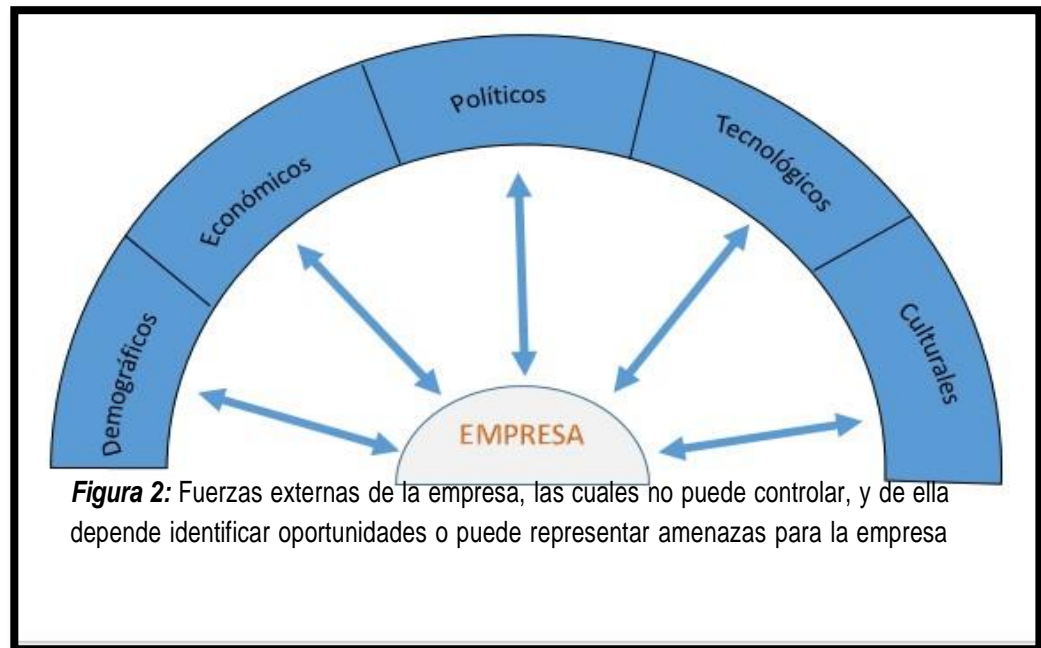 Demográficos
Económicos
Políticos
Tecnológicos
Culturales
EMPRESA
Figura 2: Fuerzas externas de la empresa, las cuales no puede controlar, y de ella
depende identificar oportunidades o puede representar amenazas para la empresa